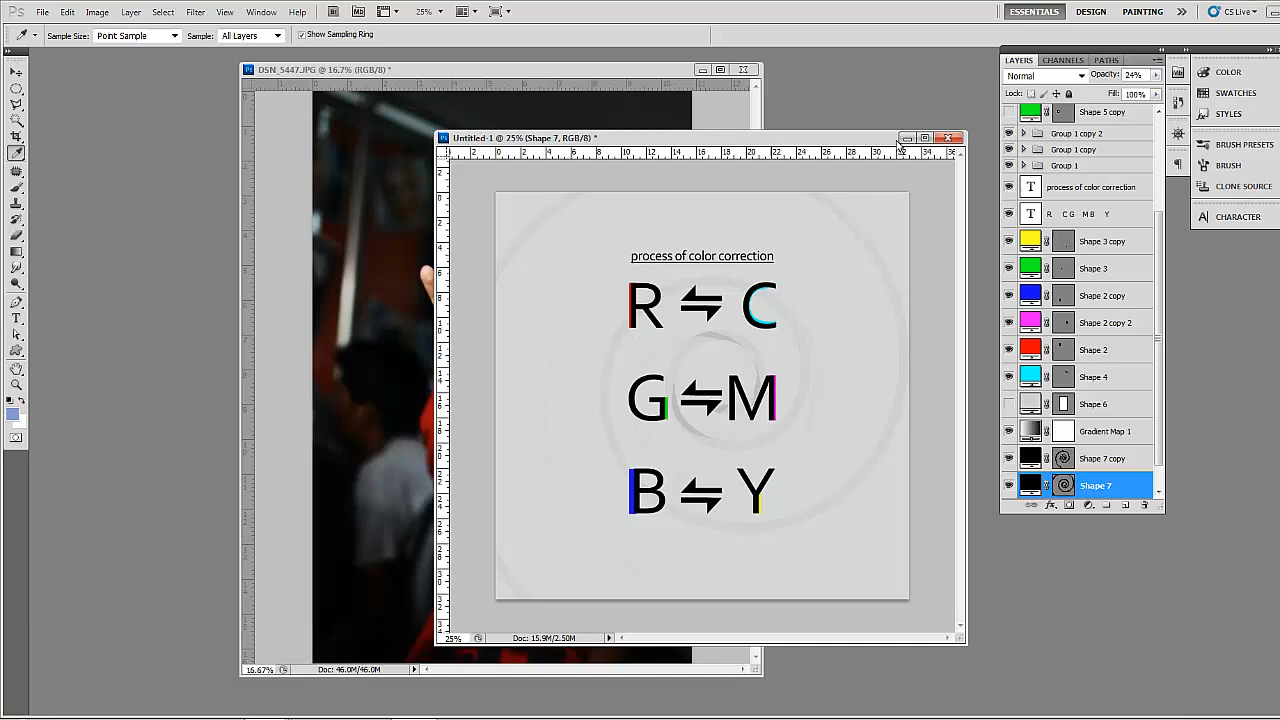 Ps File Edit Image Layer Select Filter View Window Help Br Mb 25% ESSENTIALS DESIGN PAINTING CS Live
Sample Size: Point Sample Sample: All Layers Show Sampling Ring
DSN_5447.JPG @ 16.7% (RGB/8) *
Untitled-1 @ 25% (Shape 7, RGB/8) *
process of color correction
R C
G M
B Y
25% Doc: 15.9M/2.50M
16.67% Doc: 46.0M/46.0M
LAYERS CHANNELS PATHS
Normal Opacity: 24%
Lock: Fill: 100%
Shape 5 copy
Group 1 copy 2
Group 1 copy
Group 1
T process of color correction
T R C G M B Y
Shape 3 copy
Shape 3
Shape 2 copy
Shape 2 copy 2
Shape 2
Shape 4
Shape 6
Gradient Map 1
Shape 7 copy
Shape 7
COLOR
SWATCHES
STYLES
BRUSH PRESETS
BRUSH
CLONE SOURCE
CHARACTER